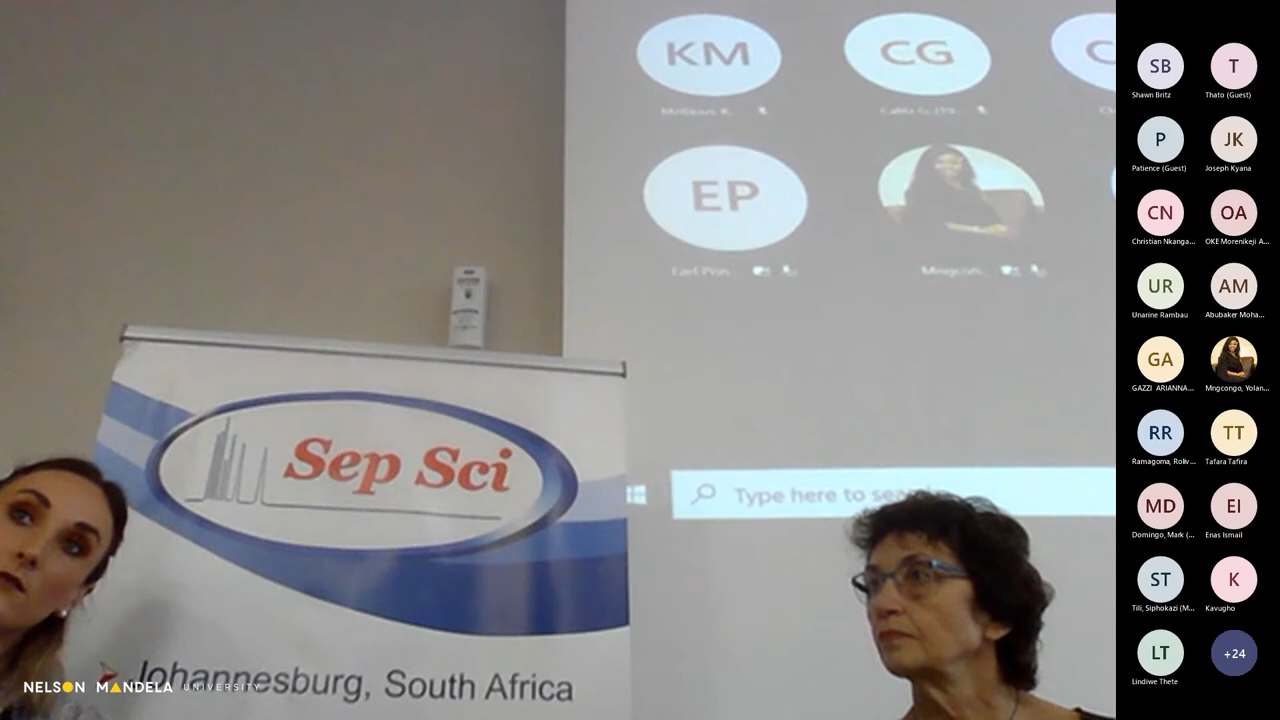 KM
CG
EP
Type here to
Sep Sci
Johannesburg, South Africa
NELSON MANDELA UNIVERSITY
SB
T
Shawn Britz
Thato (Guest)
P
JK
Patience (Guest)
Joseph Kyana
CN
OA
Christian Nkanga...
OKE Morenikeji A...
UR
AM
Unarine Rambau
Abubaker Moha...
GA
GAZZI ARIANNA...
Mngcongo, Yolan...
RR
TT
Ramagoma, Roliv...
Tafara Tafira
MD
EI
Domingo, Mark (...
Enas Ismail
ST
K
Tili, Siphokazi (M...
Kavugho
LT
+24
Lindiwe Thete